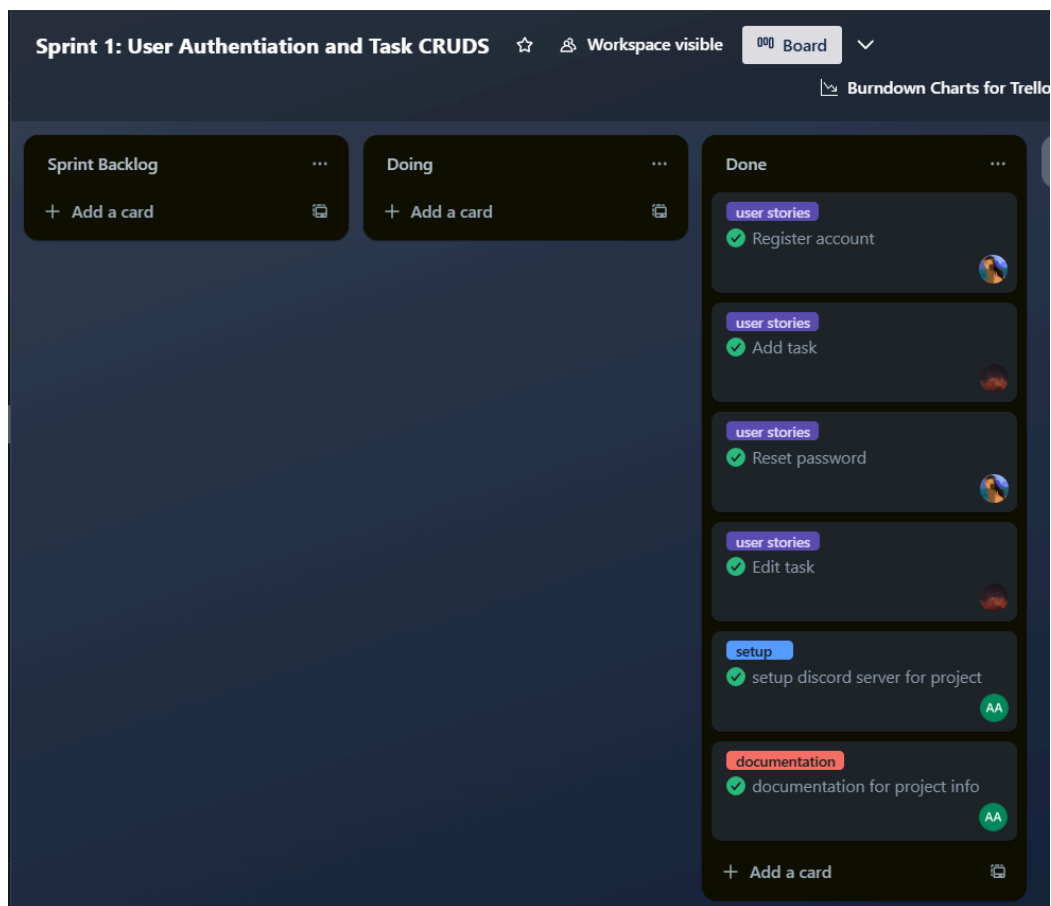 Sprint 1: User Authentiation and Task CRUDS
Workspace visible
Board
Burndown Charts for Trello
Sprint Backlog
Add a card
Doing
Add a card
Done
user stories
Register account
user stories
Add task
user stories
Reset password
user stories
Edit task
setup
setup discord server for project
AA
documentation
documentation for project info
AA
Add a card